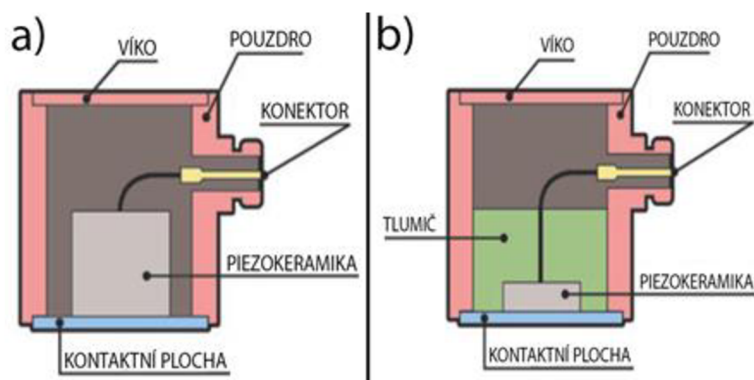 a)
VÍKO
POUZDRO
KONEKTOR
PIEZOKERAMIKA
KONTAKTNÍ PLOCHA
b)
VÍKO
POUZDRO
KONEKTOR
TLUMIČ
PIEZOKERAMIKA
KONTAKTNÍ PLOCHA